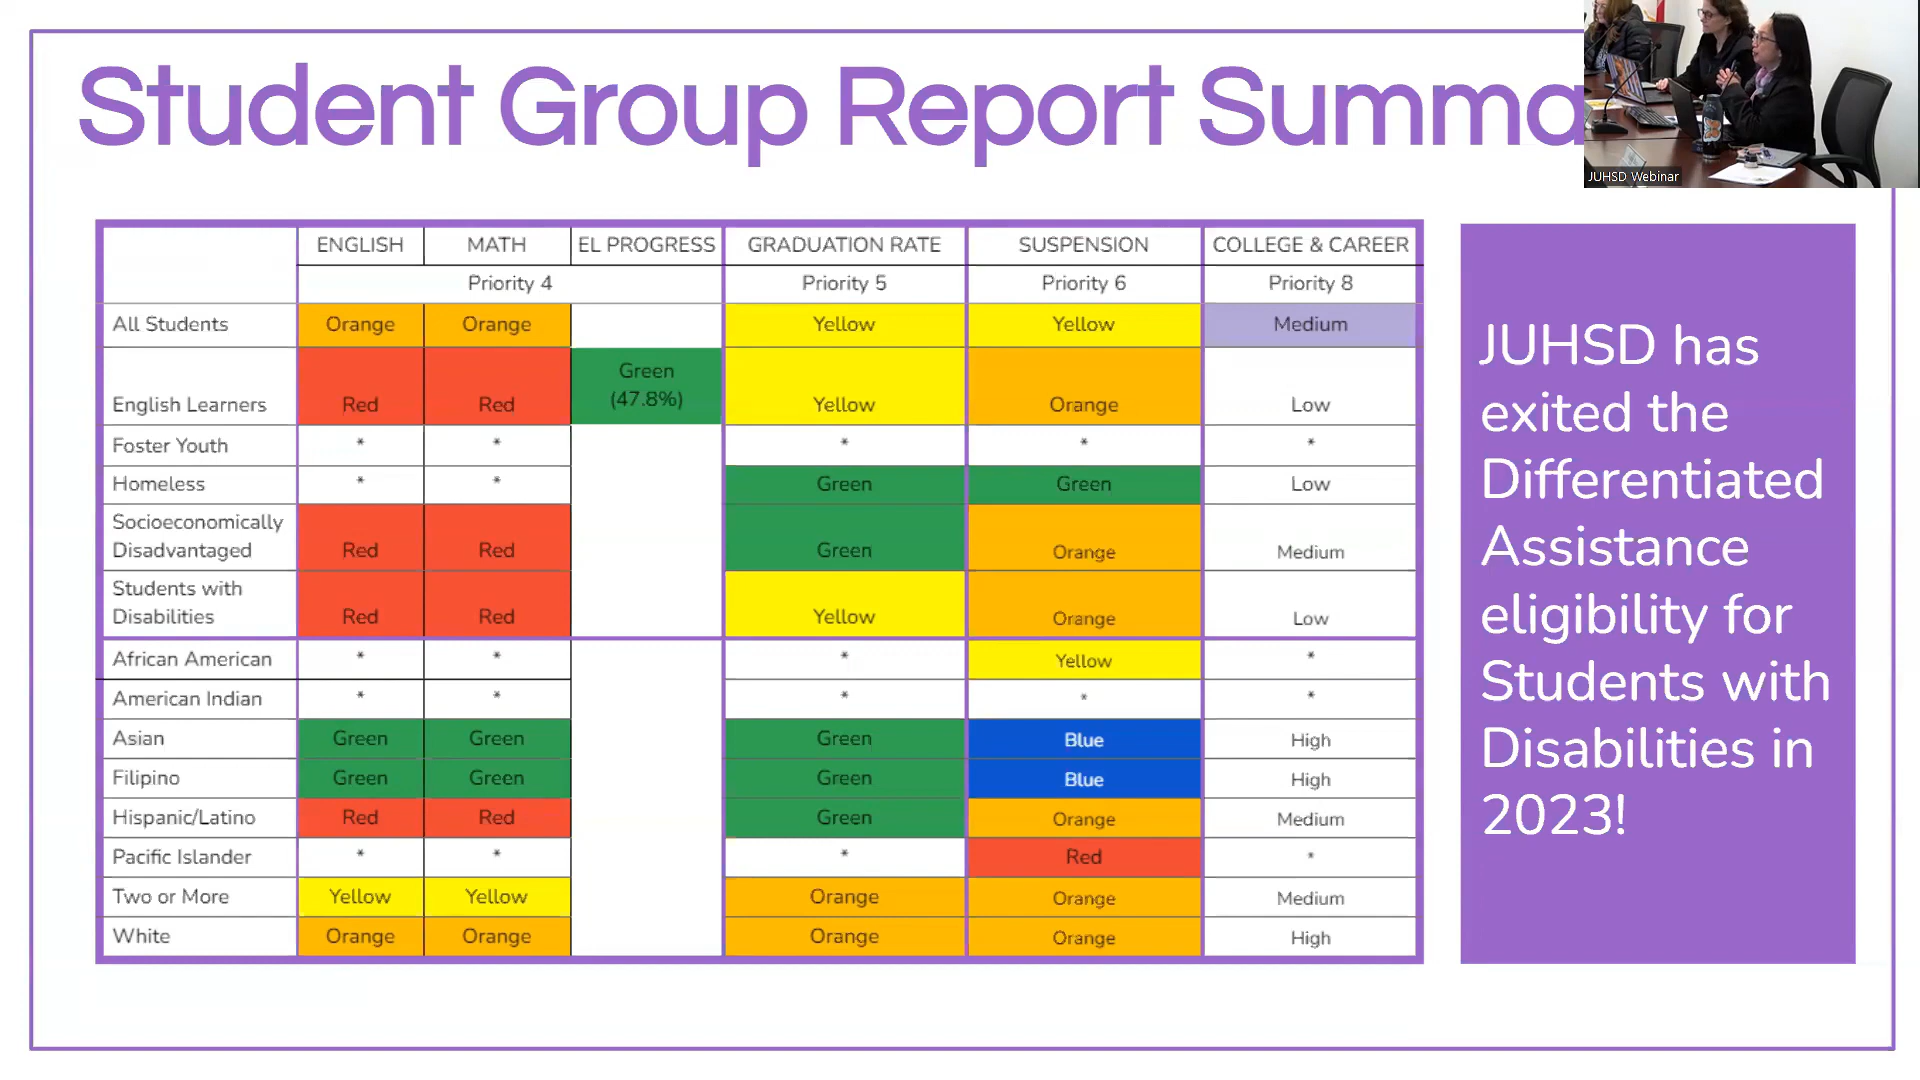 Student Group Report Summa
JUHSD Webinar
ENGLISH MATH EL PROGRESS GRADUATION RATE SUSPENSION COLLEGE & CAREER
Priority 4 Priority 5 Priority 6 Priority 8
All Students Orange Orange Yellow Yellow Medium
Green
(47.8%)
English Learners Red Red Yellow Orange Low
Foster Youth * * * * *
Homeless * * Green Green Low
Socioeconomically
Disadvantaged Red Red Green Orange Medium
Students with
Disabilities Red Red Yellow Orange Low
African American * * * Yellow *
American Indian * * * * *
Asian Green Green Green Blue High
Filipino Green Green Green Blue High
Hispanic/Latino Red Red Green Orange Medium
Pacific Islander * * * Red *
Two or More Yellow Yellow Orange Orange Medium
White Orange Orange Orange Orange High
JUHSD has
exited the
Differentiated
Assistance
eligibility for
Students with
Disabilities in
2023!